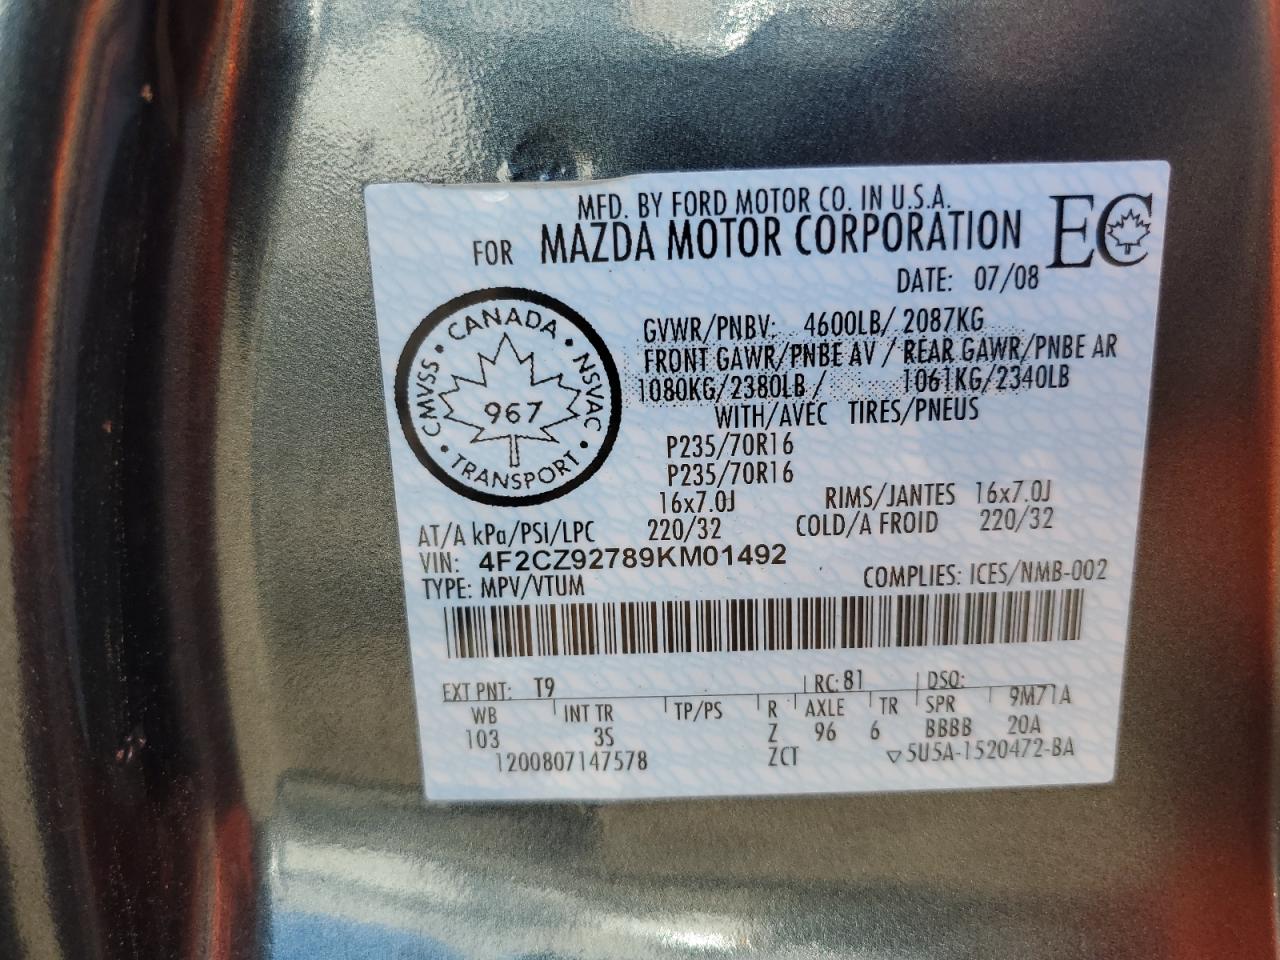 MFD. BY FORD MOTOR CO. IN U.S.A.
FOR MAZDA MOTOR CORPORATION
EC
DATE: 07/08
CANADA • NSVAC • TRANSPORT • CMVSS •
967
GVWR/PNBV: 4600LB/ 2087KG
FRONT GAWR/PNBE AV / REAR GAWR/PNBE AR
1080KG/2380LB / 1061KG/2340LB
WITH/AVEC TIRES/PNEUS
P235/70R16
P235/70R16
16x7.0J RIMS/JANTES 16x7.0J
AT/A kPa/PSI/LPC 220/32 COLD/A FROID 220/32
VIN: 4F2CZ92789KM01492
TYPE: MPV/VTUM COMPLIES: ICES/NMB-002
EXT PNT: T9 RC: 81 DSO:
WB INT TR TP/PS R AXLE TR SPR 9M71A
103 3S Z 96 6 BBBB 20A
1200807147578 ZCT ▽5U5A-1520472-BA